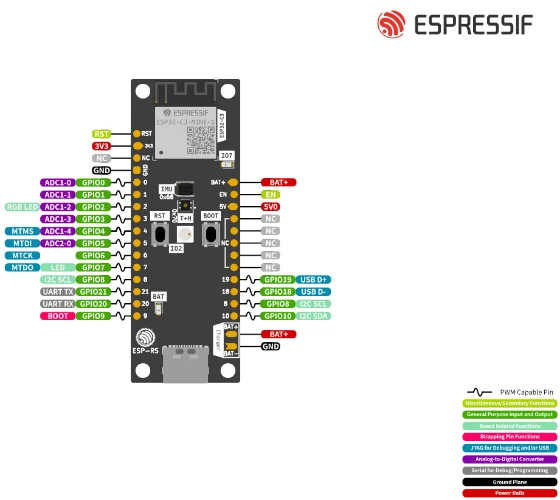 ESPRESSIF
ESPRESSIF
ESP32-C3-MINI-1
ESP32-C3
RST RST
3V3 3V3
NC NC
GND GND
IO7
ADC1-0 GPIO0 0 IMU 0x68 BAT+ BAT+
ADC1-1 GPIO1 1 EN EN
RGB LED ADC1-2 GPIO2 2 5V 5V0
ADC1-3 GPIO3 3 RST T+H 0x70 BOOT NC
MTMS ADC1-4 GPIO4 4 NC
MTDI ADC2-0 GPIO5 5 IO2 NC NC
MTCK GPIO6 6 NC
MTDO LED GPIO7 7 NC
I2C SCL GPIO8 8 19 GPIO19 USB D+
UART TX GPIO21 21 BAT 18 GPIO18 USB D-
UART RX GPIO20 20 8 GPIO8 I2C SCL
BOOT GPIO9 9 10 GPIO10 I2C SDA
BAT+ BAT+
ESP-RS
Charger
GND
BAT-
PWM Capable Pin
Miscellaneous/Secondary Functions
General Purpose Input and Output
Board Related Functions
Strapping Pin Functions
JTAG for Debugging and/or USB
Analog-to-Digital Converter
Serial for Debug/Programming
Ground Plane
Power Rails